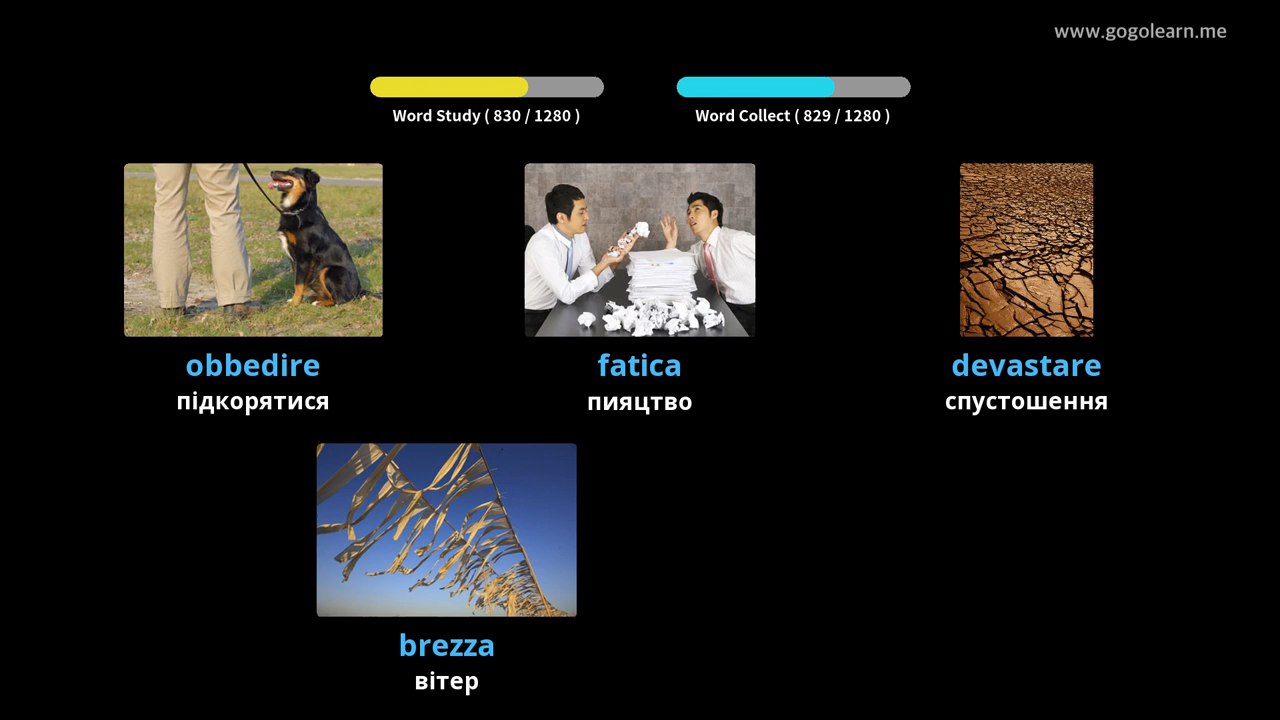 www.gogolearn.me
Word Study ( 830 / 1280 )
Word Collect ( 829 / 1280 )
obbedire
підкорятися
fatica
пияцтво
devastare
спустошення
brezza
вітер